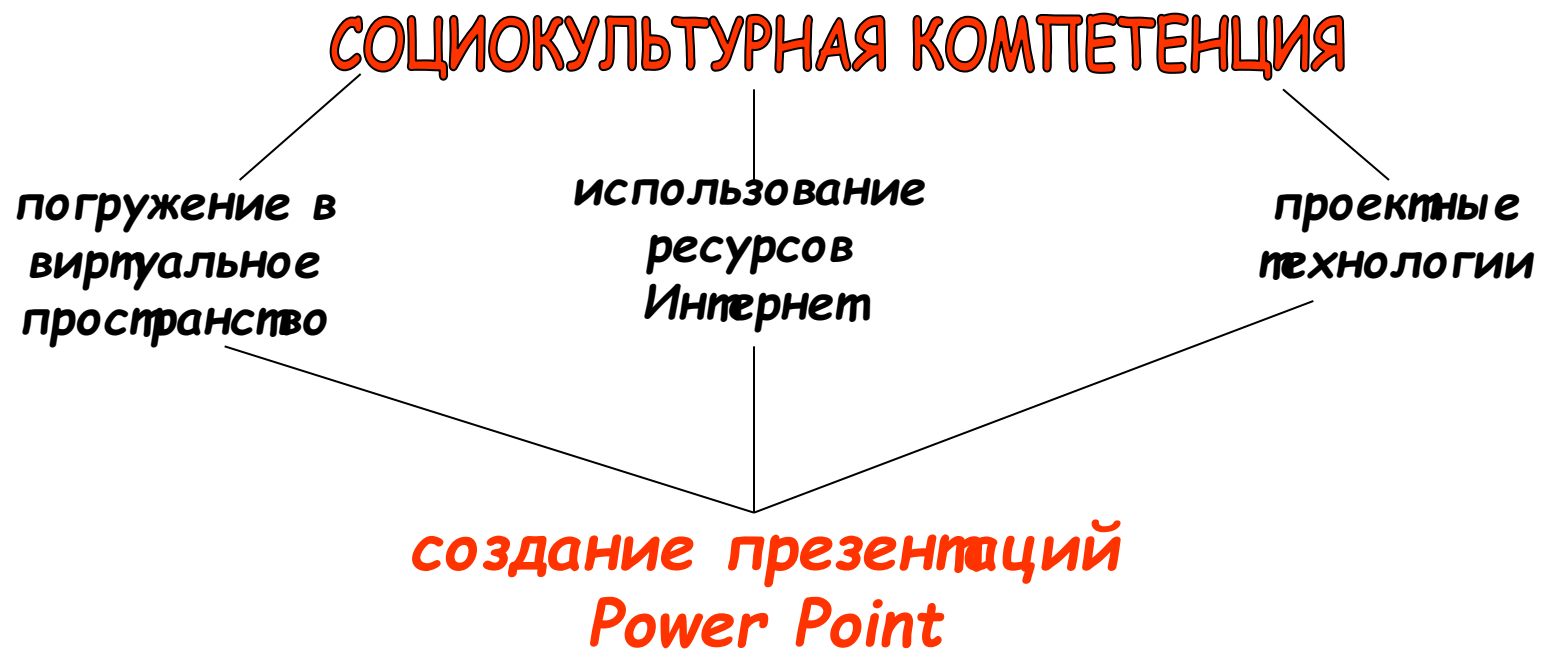 СОЦИОКУЛЬТУРНАЯ КОМПЕТЕНЦИЯ
погружение в
виртуальное
пространство
использование
ресурсов
Интернет
проектные
технологии
создание презентаций
Power Point